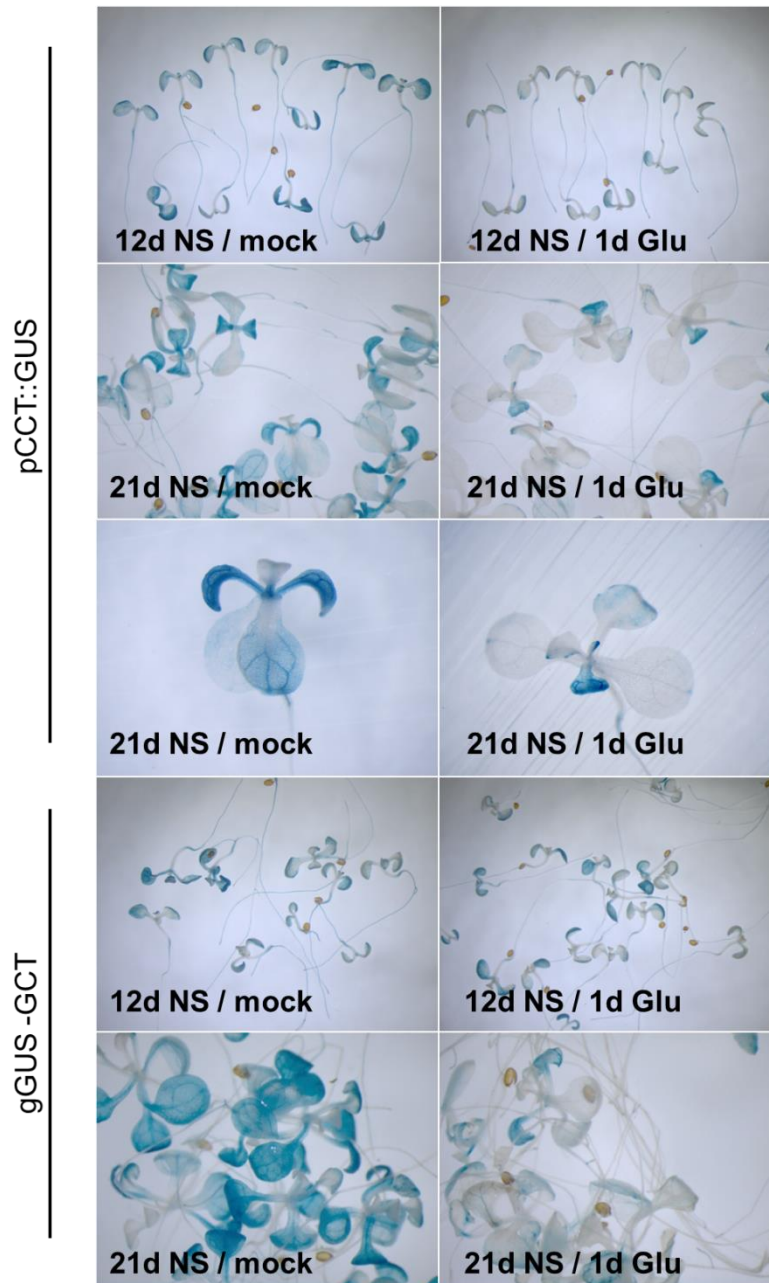 pCCT::GUS
12d NS / mock
12d NS / 1d Glu
21d NS / mock
21d NS / 1d Glu
21d NS / mock
21d NS / 1d Glu
gGUS -GCT
12d NS / mock
12d NS / 1d Glu
21d NS / mock
21d NS / 1d Glu